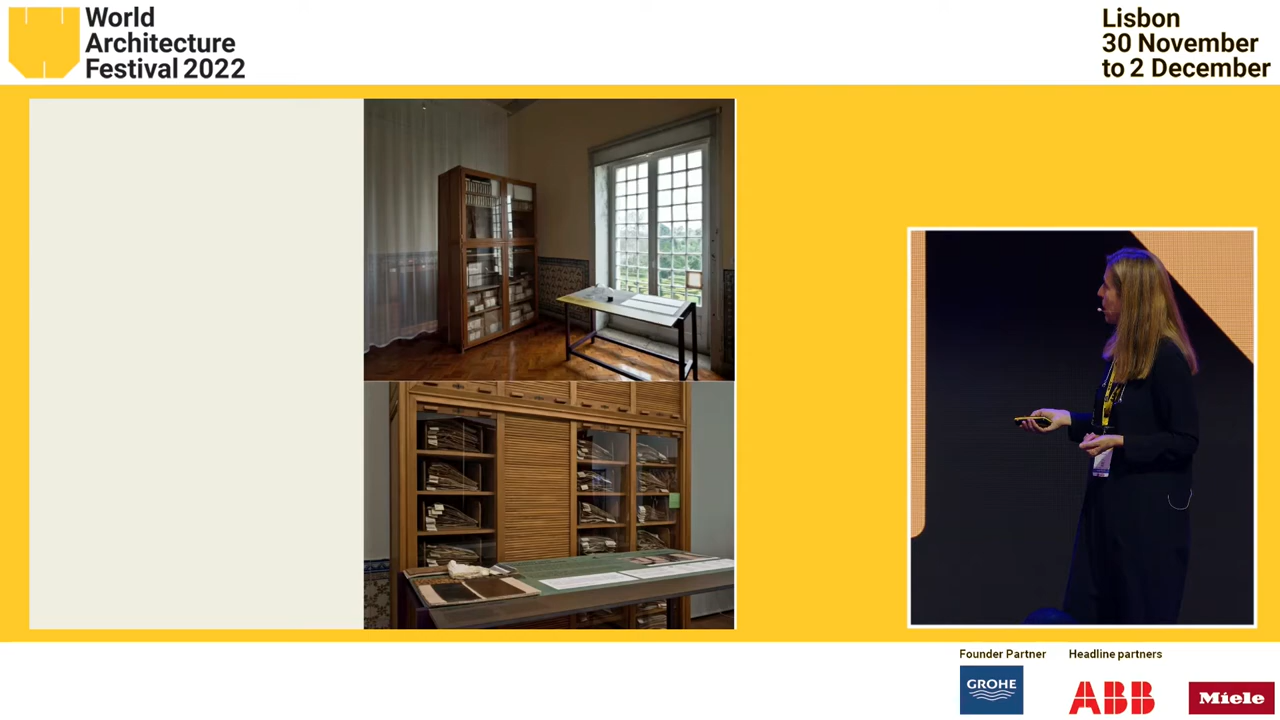 World
Architecture
Festival 2022
Lisbon
30 November
to 2 December
Founder Partner
Headline partners
GROHE
ABB
Miele